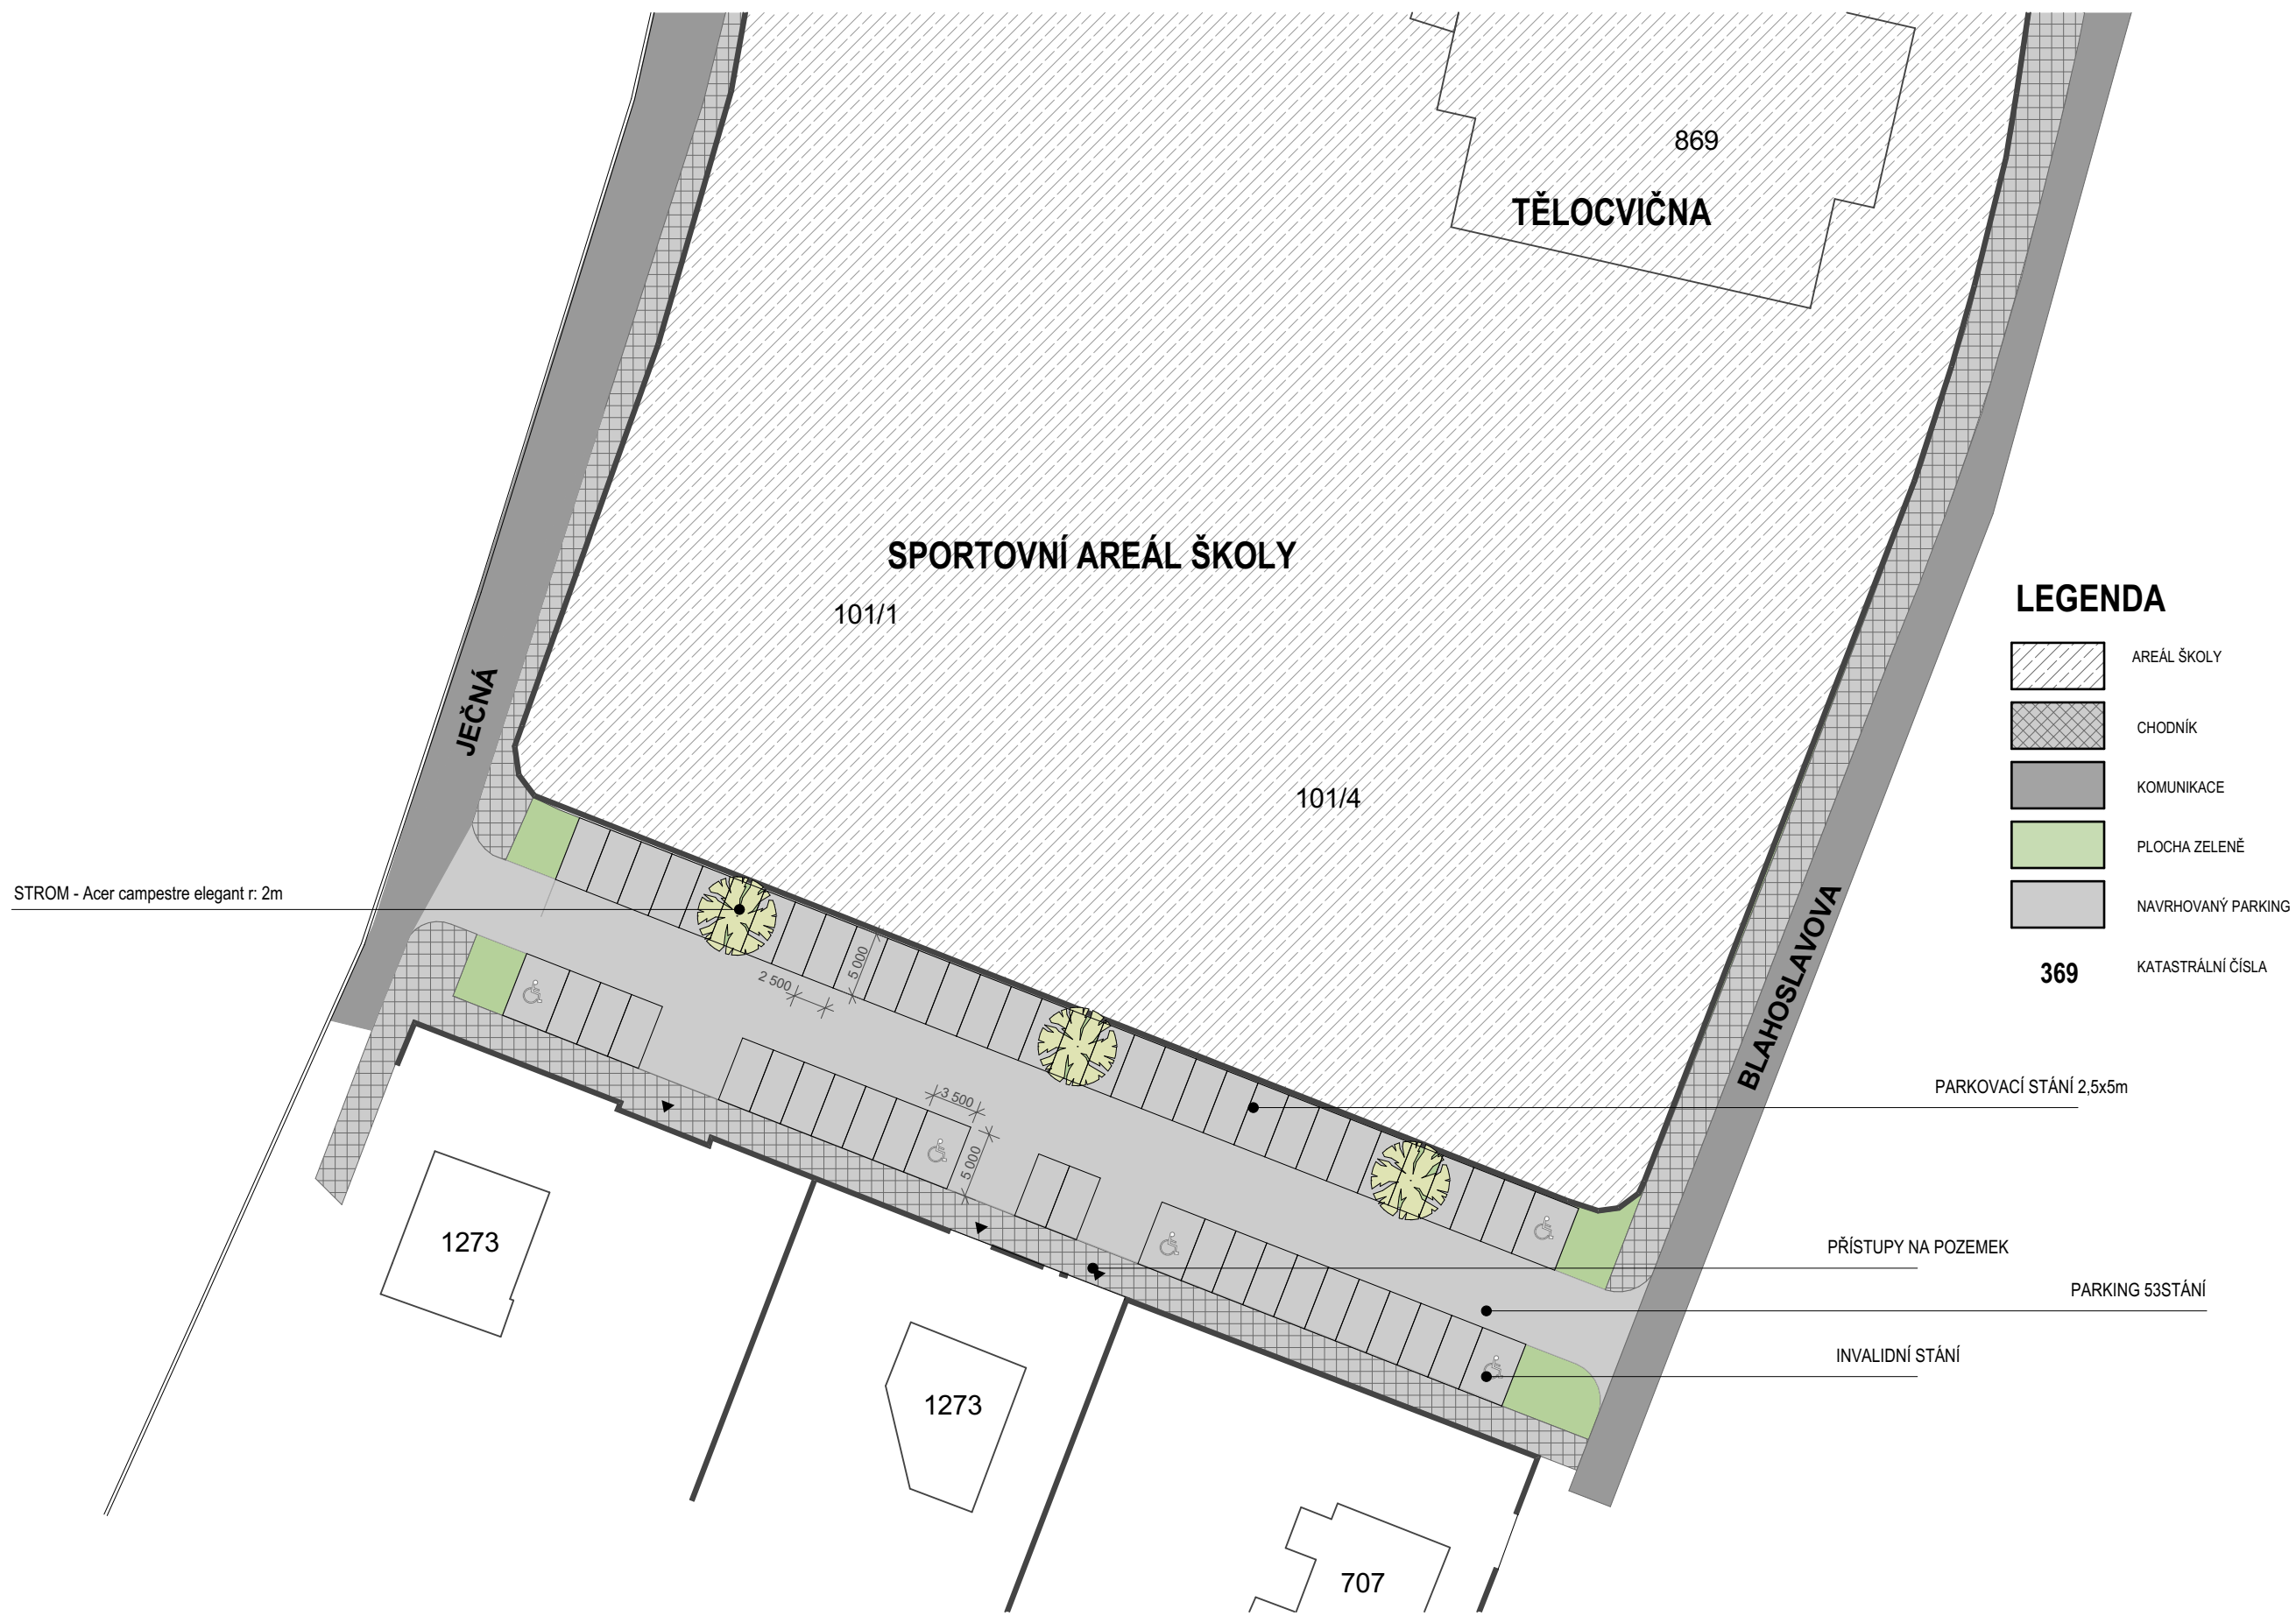 869
TĚLOCVIČNA
SPORTOVNÍ AREÁL ŠKOLY
101/1
101/4
JEČNÁ
BLAHOSLAVOVA
LEGENDA
AREÁL ŠKOLY
CHODNÍK
KOMUNIKACE
PLOCHA ZELENĚ
NAVRHOVANÝ PARKING
369
KATASTRÁLNÍ ČÍSLA
STROM - Acer campestre elegant r: 2m
5 000
2 500
3 500
5 000
PARKOVACÍ STÁNÍ 2,5x5m
PŘÍSTUPY NA POZEMEK
PARKING 53STÁNÍ
INVALIDNÍ STÁNÍ
1273
1273
707